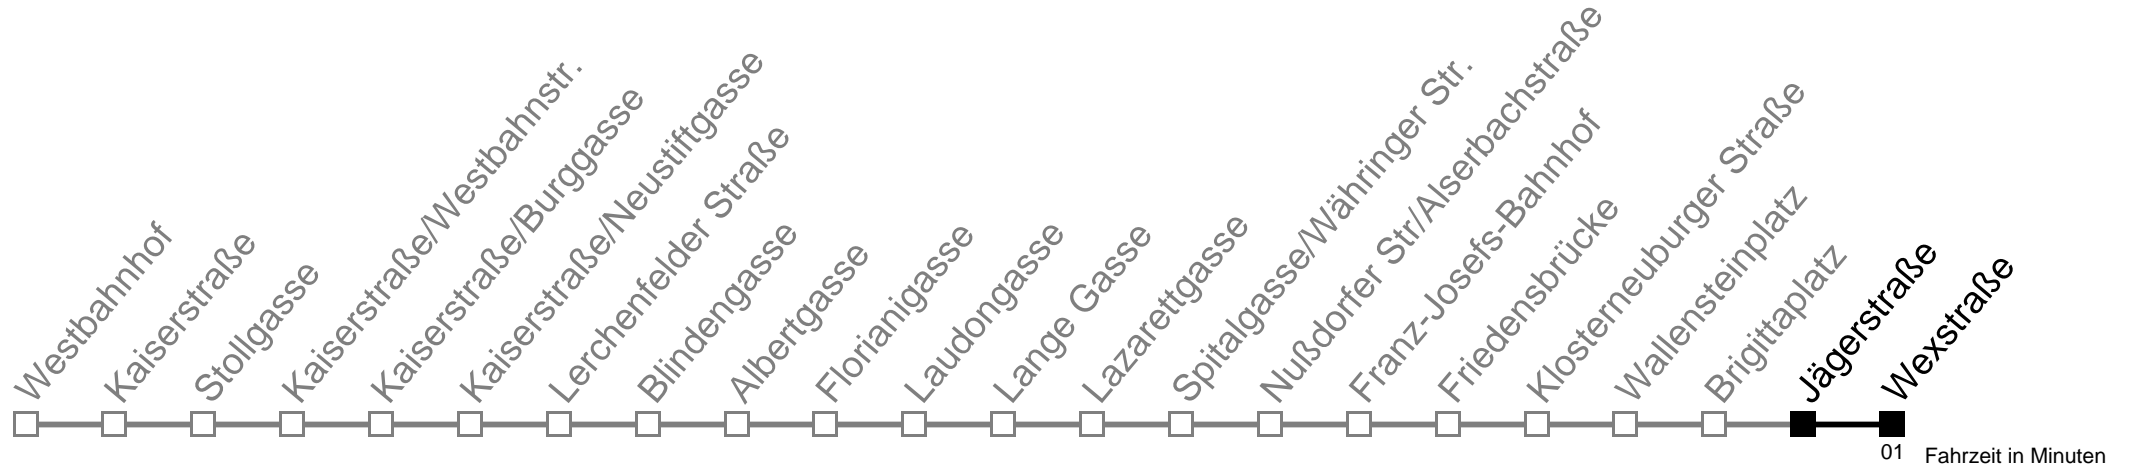 Westbahnhof
Kaiserstraße
Stollgasse
Kaiserstraße/Westbahnstr.
Kaiserstraße/Burggasse
Kaiserstraße/Neustiftgasse
Lerchenfelder Straße
Blindengasse
Albertgasse
Florianigasse
Laudongasse
Lange Gasse
Lazarettgasse
Spitalgasse/Währinger Str.
Nußdorfer Str/Alserbachstraße
Franz-Josefs-Bahnhof
Friedensbrücke
Klosterneuburger Straße
Wallensteinplatz
Brigittaplatz
Jägerstraße
Wexstraße
01 Fahrzeit in Minuten